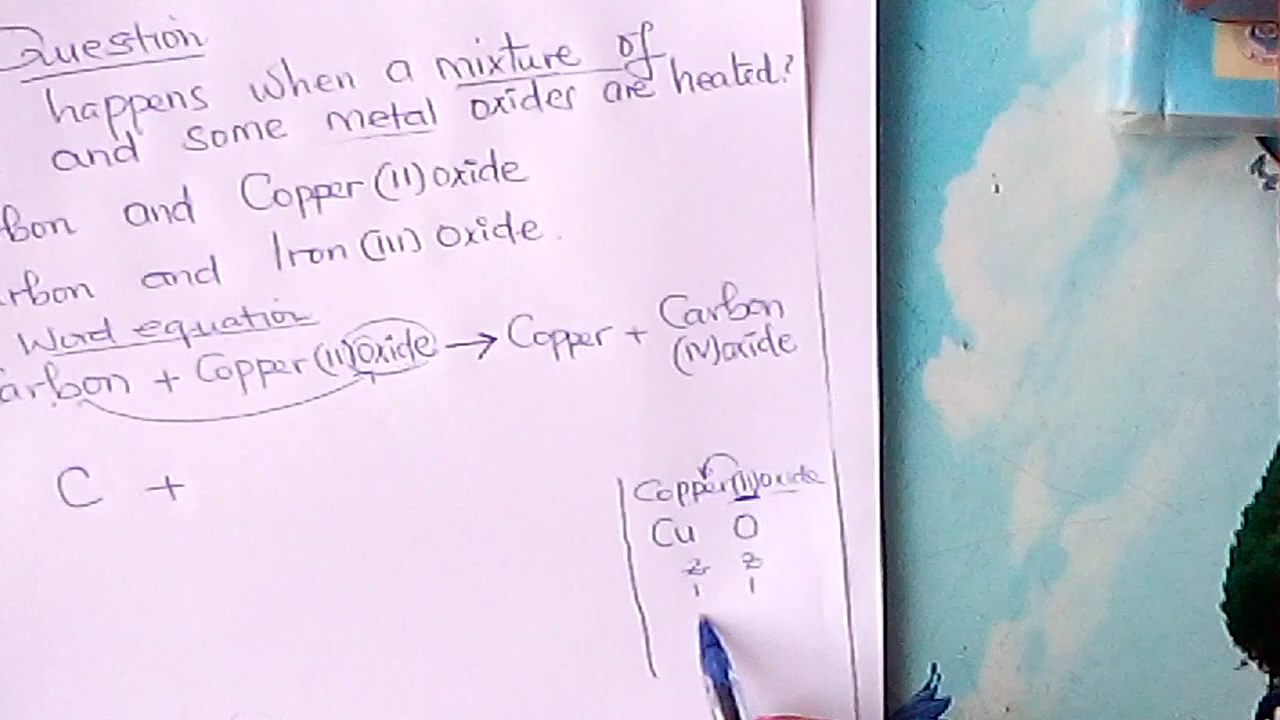 Question
happens when a mixture of
and some metal oxides are heated?
bon and Copper (II) oxide
rbon and Iron (III) oxide.
Word equation
arbon + Copper (II) Oxide → Copper + Carbon (IV) oxide
C +
Copper (II) oxide
Cu O
2 2
1 1